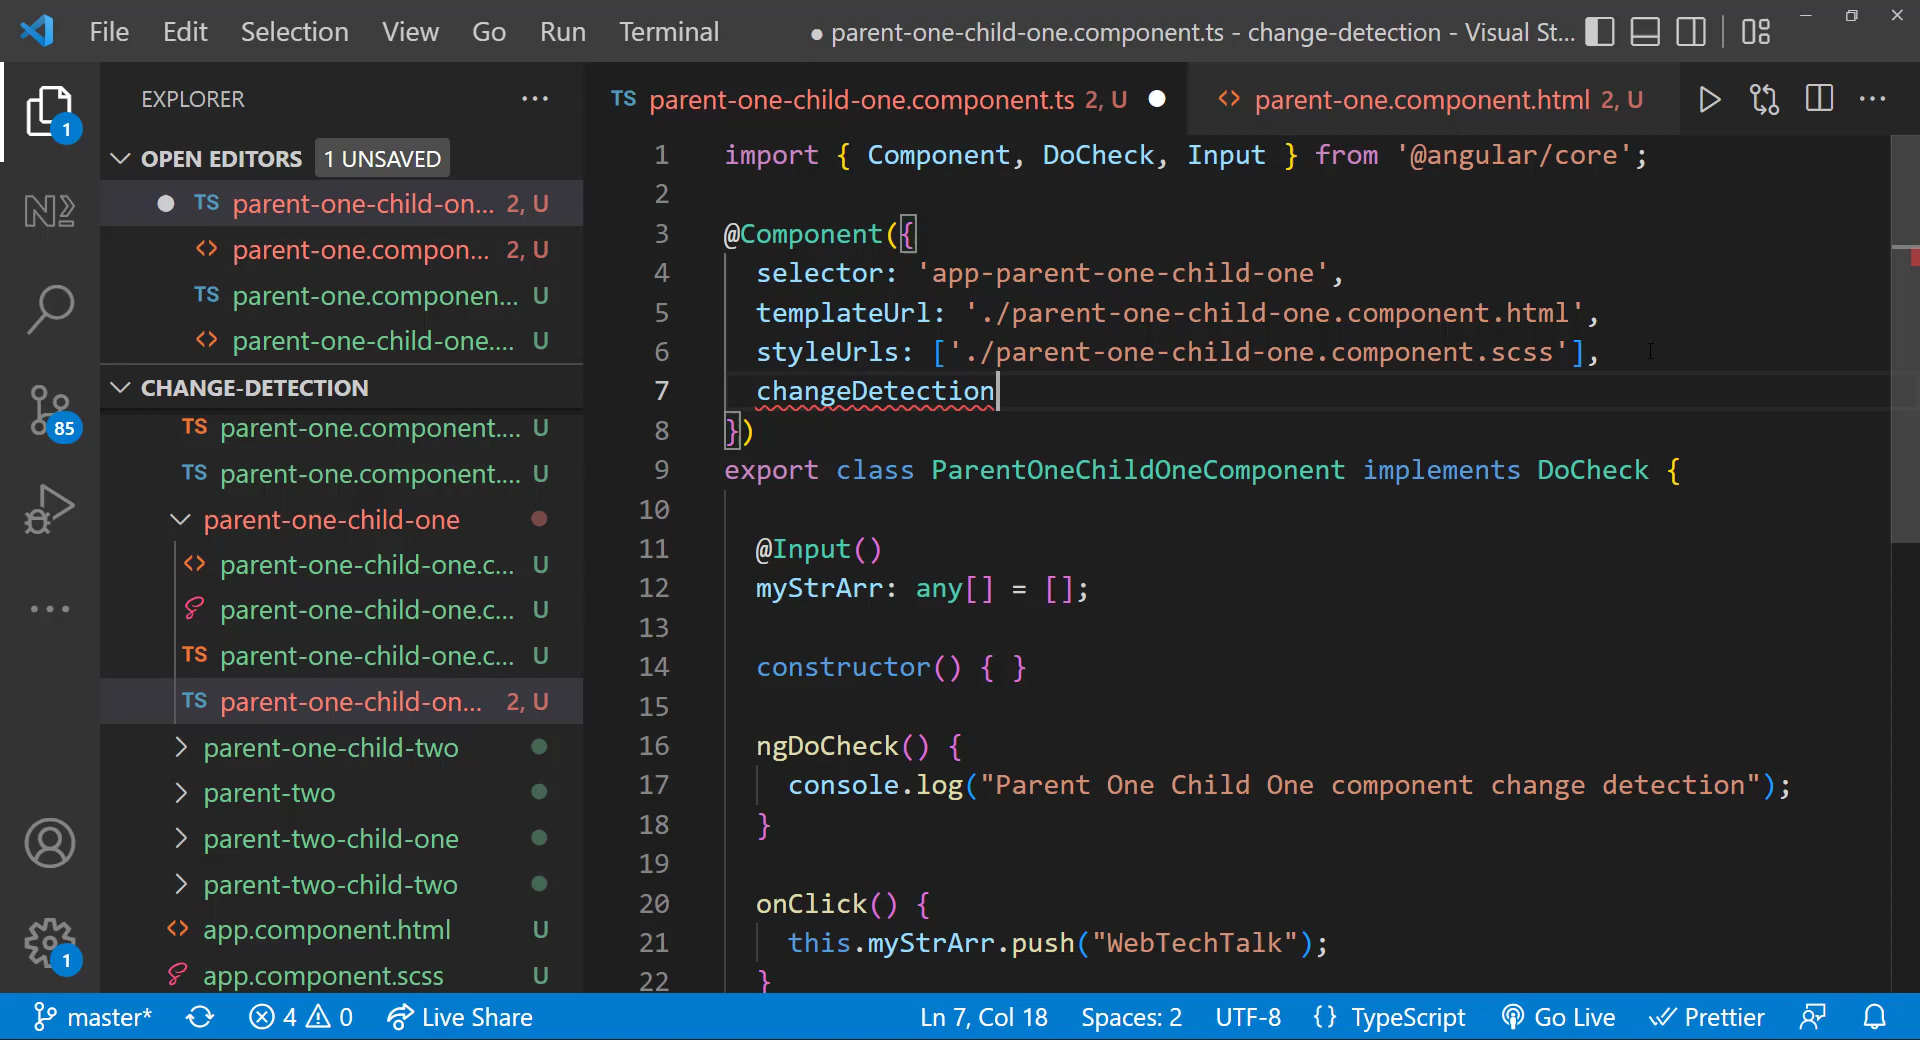 File Edit Selection View Go Run Terminal ● parent-one-child-one.component.ts - change-detection - Visual St...
EXPLORER
OPEN EDITORS 1 UNSAVED
TS parent-one-child-on... 2, U
<> parent-one.compon... 2, U
TS parent-one.componen... U
<> parent-one-child-one.... U
CHANGE-DETECTION
TS parent-one.component.... U
TS parent-one.component.... U
parent-one-child-one
<> parent-one-child-one.c... U
parent-one-child-one.c... U
TS parent-one-child-one.c... U
TS parent-one-child-on... 2, U
parent-one-child-two
parent-two
parent-two-child-one
parent-two-child-two
<> app.component.html U
app.component.scss U
1
85
1
TS parent-one-child-one.component.ts 2, U ● <> parent-one.component.html 2, U
1 import { Component, DoCheck, Input } from '@angular/core';
2
3 @Component({
4 selector: 'app-parent-one-child-one',
5 templateUrl: './parent-one-child-one.component.html',
6 styleUrls: ['./parent-one-child-one.component.scss'],
7 changeDetection
8 })
9 export class ParentOneChildOneComponent implements DoCheck {
10
11 @Input()
12 myStrArr: any[] = [];
13
14 constructor() { }
15
16 ngDoCheck() {
17 console.log("Parent One Child One component change detection");
18 }
19
20 onClick() {
21 this.myStrArr.push("WebTechTalk");
22 }
master* 4 0 Live Share Ln 7, Col 18 Spaces: 2 UTF-8 {} TypeScript Go Live Prettier